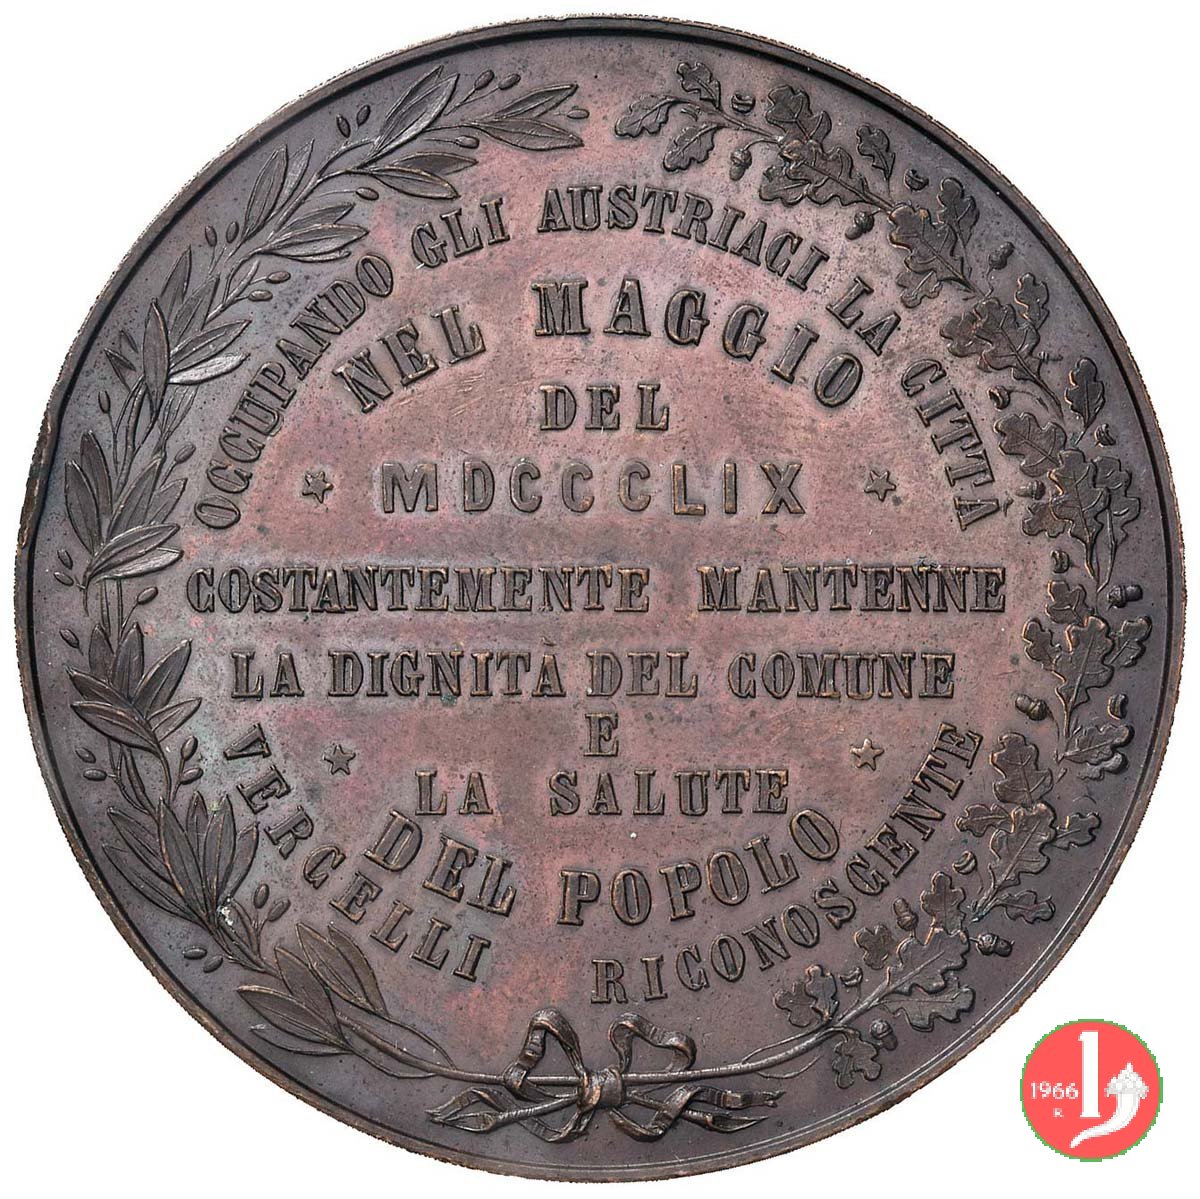 OCCUPANDO GLI AUSTRIACI LA CITTÀ
NEL MAGGIO
DEL
MDCCCLIX
COSTANTEMENTE MANTENNE
LA DIGNITÀ DEL COMUNE
E
LA SALUTE
DEL POPOLO
VERCELLI RICONOSCENTE
1966
R